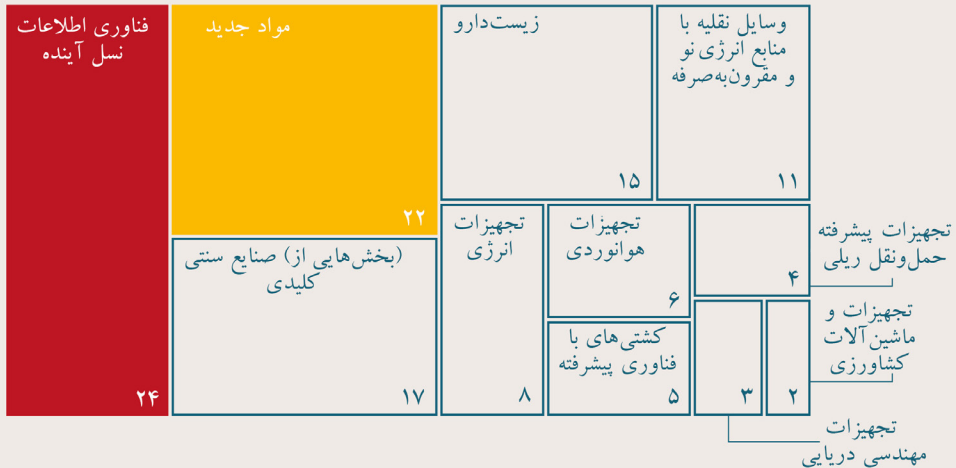 فناوری اطلاعات
نسل آینده
۲۴
مواد جدید
۲۲
(بخش‌هایی از) صنایع سنتی
کلیدی
۱۷
زیست‌دارو
۱۵
وسایل نقلیه با
منابع انرژی نو
و مقرون‌به‌صرفه
۱۱
تجهیزات
انرژی
۸
تجهیزات
هوانوردی
۶
کشتی‌های با
فناوری پیشرفته
۵
تجهیزات پیشرفته
حمل‌ونقل ریلی
۴
تجهیزات
مهندسی دریایی
۳
تجهیزات و
ماشین‌آلات
کشاورزی
۲